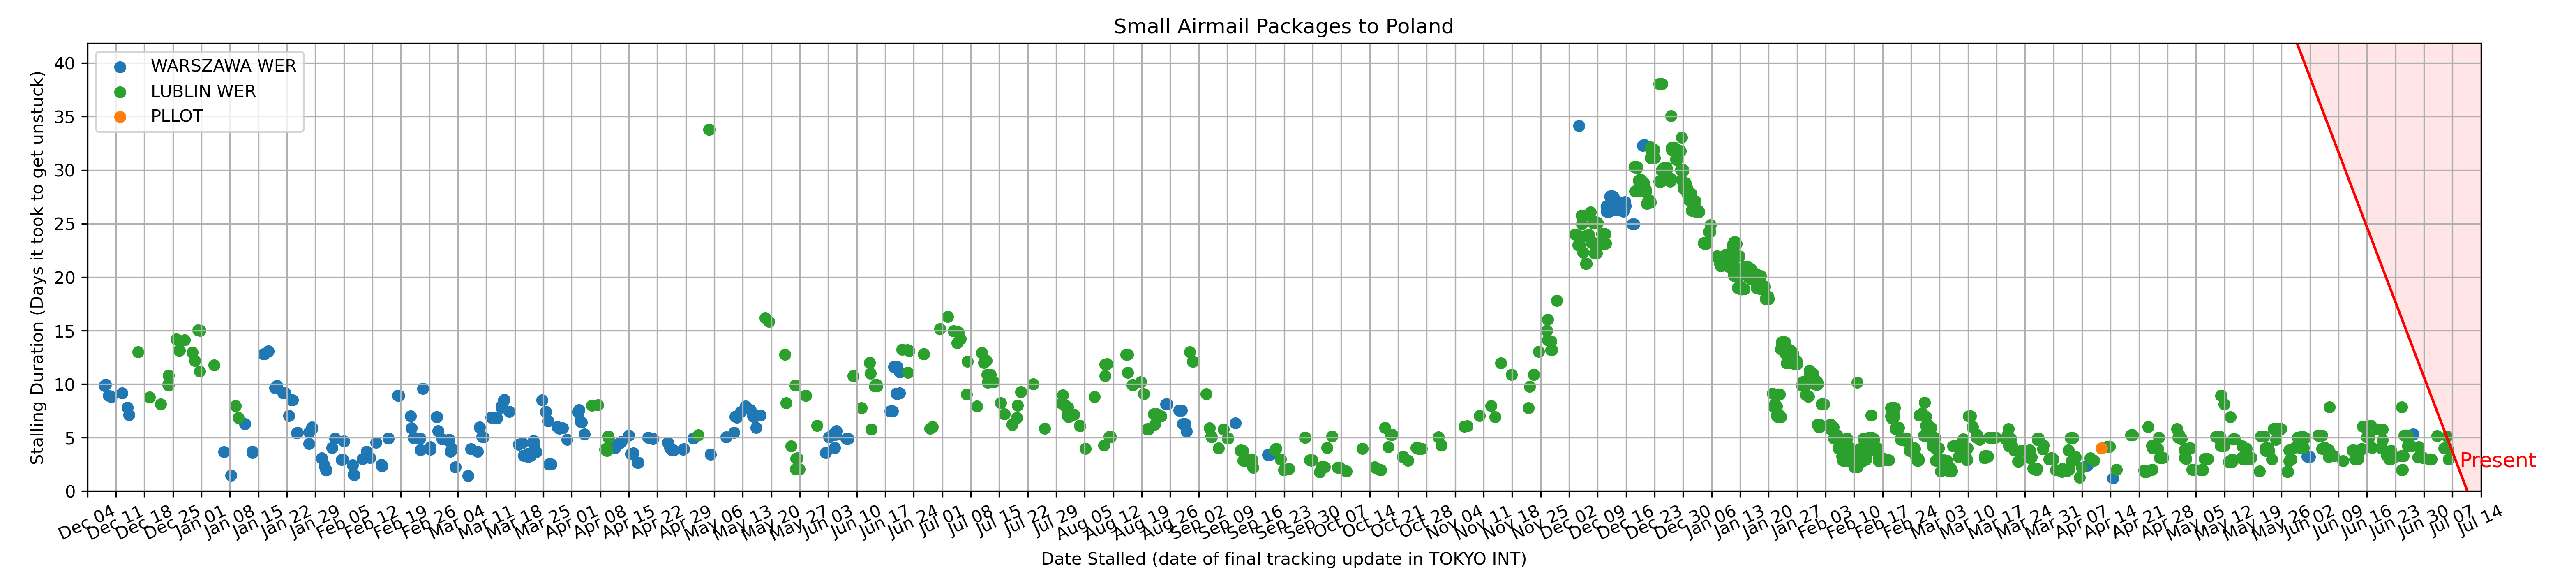 Small Airmail Packages to Poland
WARSZAWA WER
LUBLIN WER
PLLOT
Stalling Duration (Days it took to get unstuck)
40
35
30
25
20
15
10
5
0
Present
Dec 04
Dec 11
Dec 18
Dec 25
Jan 01
Jan 08
Jan 15
Jan 22
Jan 29
Feb 05
Feb 12
Feb 19
Feb 26
Mar 04
Mar 11
Mar 18
Mar 25
Apr 01
Apr 08
Apr 15
Apr 22
Apr 29
May 06
May 13
May 20
May 27
Jun 03
Jun 10
Jun 17
Jun 24
Jul 01
Jul 08
Jul 15
Jul 22
Jul 29
Aug 05
Aug 12
Aug 19
Aug 26
Sep 02
Sep 09
Sep 16
Sep 23
Sep 30
Oct 07
Oct 14
Oct 21
Oct 28
Nov 04
Nov 11
Nov 18
Nov 25
Dec 02
Dec 09
Dec 16
Dec 23
Dec 30
Jan 06
Jan 13
Jan 20
Jan 27
Feb 03
Feb 10
Feb 17
Feb 24
Mar 03
Mar 10
Mar 17
Mar 24
Mar 31
Apr 07
Apr 14
Apr 21
Apr 28
May 05
May 12
May 19
May 26
Jun 02
Jun 09
Jun 16
Jun 23
Jun 30
Jul 07
Jul 14
Date Stalled (date of final tracking update in TOKYO INT)